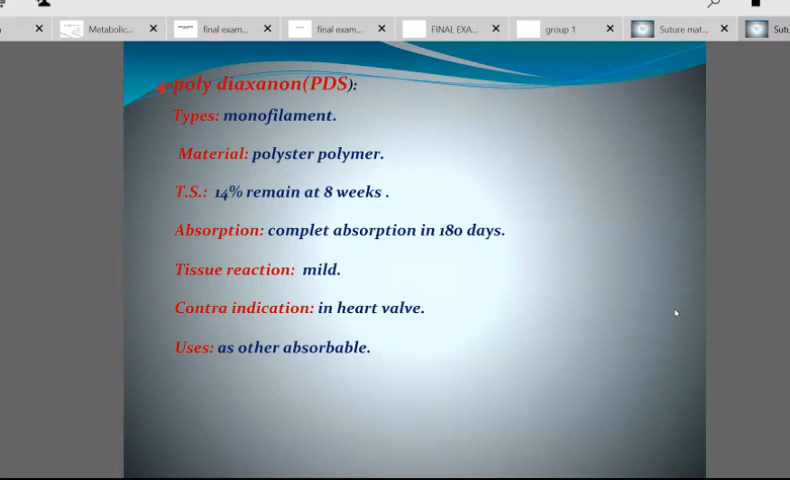 Metabolic...
final exam...
final exam...
FINAL EXA...
group 1
Suture mat...
Sutu
4-poly diaxanon(PDS):
Types: monofilament.
Material: polyster polymer.
T.S.: 14% remain at 8 weeks .
Absorption: complet absorption in 180 days.
Tissue reaction: mild.
Contra indication: in heart valve.
Uses: as other absorbable.